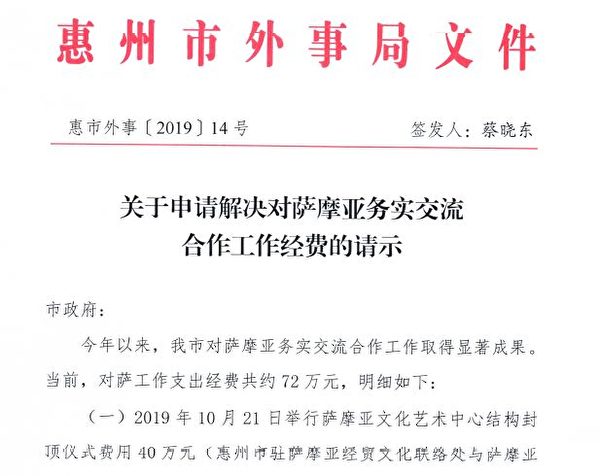 惠州市外事局文件
惠市外事〔2019〕14号 签发人：蔡晓东
关于申请解决对萨摩亚务实交流
合作工作经费的请示
市政府：
今年以来，我市对萨摩亚务实交流合作工作取得显著成果。
当前，对萨工作支出经费共约72万元，明细如下：
（一）2019年10月21日举行萨摩亚文化艺术中心结构封
顶仪式费用40万元（惠州市驻萨摩亚经贸文化联络处与萨摩亚